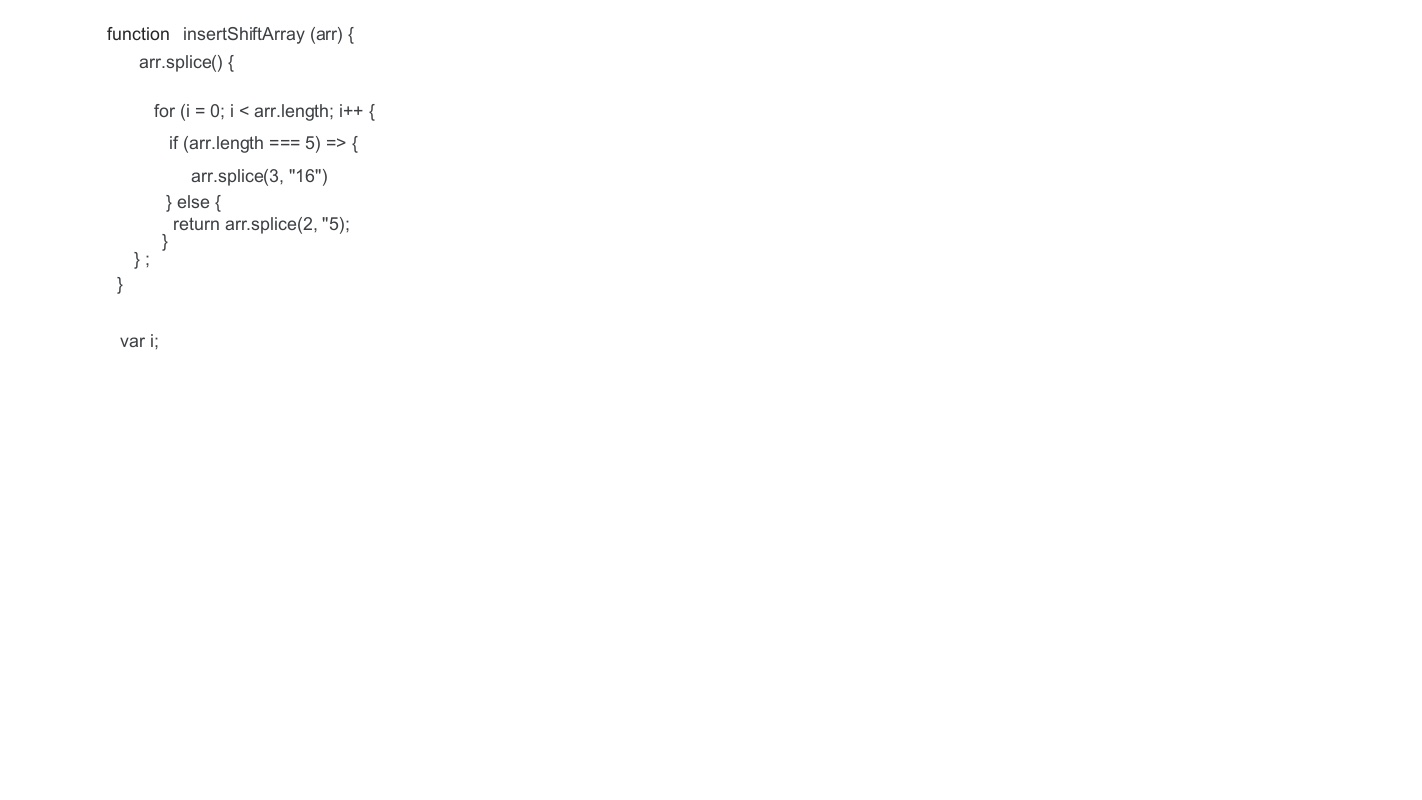 function insertShiftArray (arr) {
arr.splice() {
for (i = 0; i < arr.length; i++ {
if (arr.length === 5) => {
arr.splice(3, "16")
} else {
return arr.splice(2, "5);
}
} ;
}
var i;